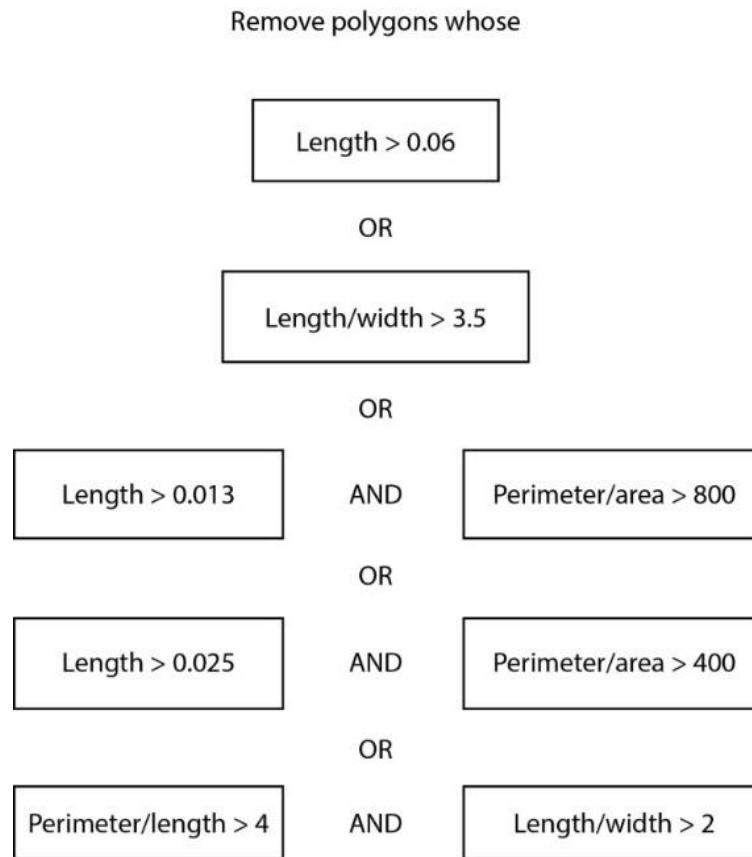 Remove polygons whose
Length > 0.06
OR
Length/width > 3.5
OR
Length > 0.013 AND Perimeter/area > 800
OR
Length > 0.025 AND Perimeter/area > 400
OR
Perimeter/length > 4 AND Length/width > 2